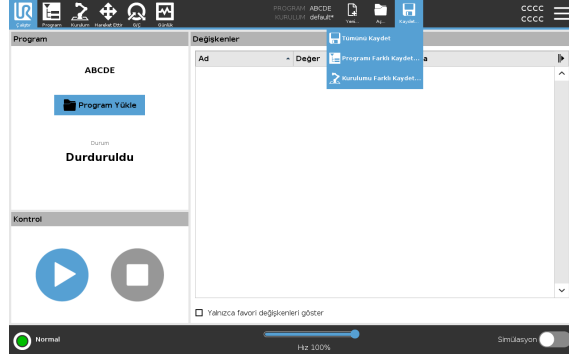 UR
Çalıştır
Program
Kurulum
Hareket Ettir
G/Ç
Günlük
PROGRAM ABCDE
KURULUM default*
Yeni...
Aç...
Kaydet...
CCCC
CCCC
Program
ABCDE
Program Yükle
Durum
Durduruldu
Kontrol
Değişkenler
Ad
Değer
Tümünü Kaydet
Programı Farklı Kaydet...
Kurulumu Farklı Kaydet...
Yalnızca favori değişkenleri göster
Normal
Hız 100%
Simülasyon